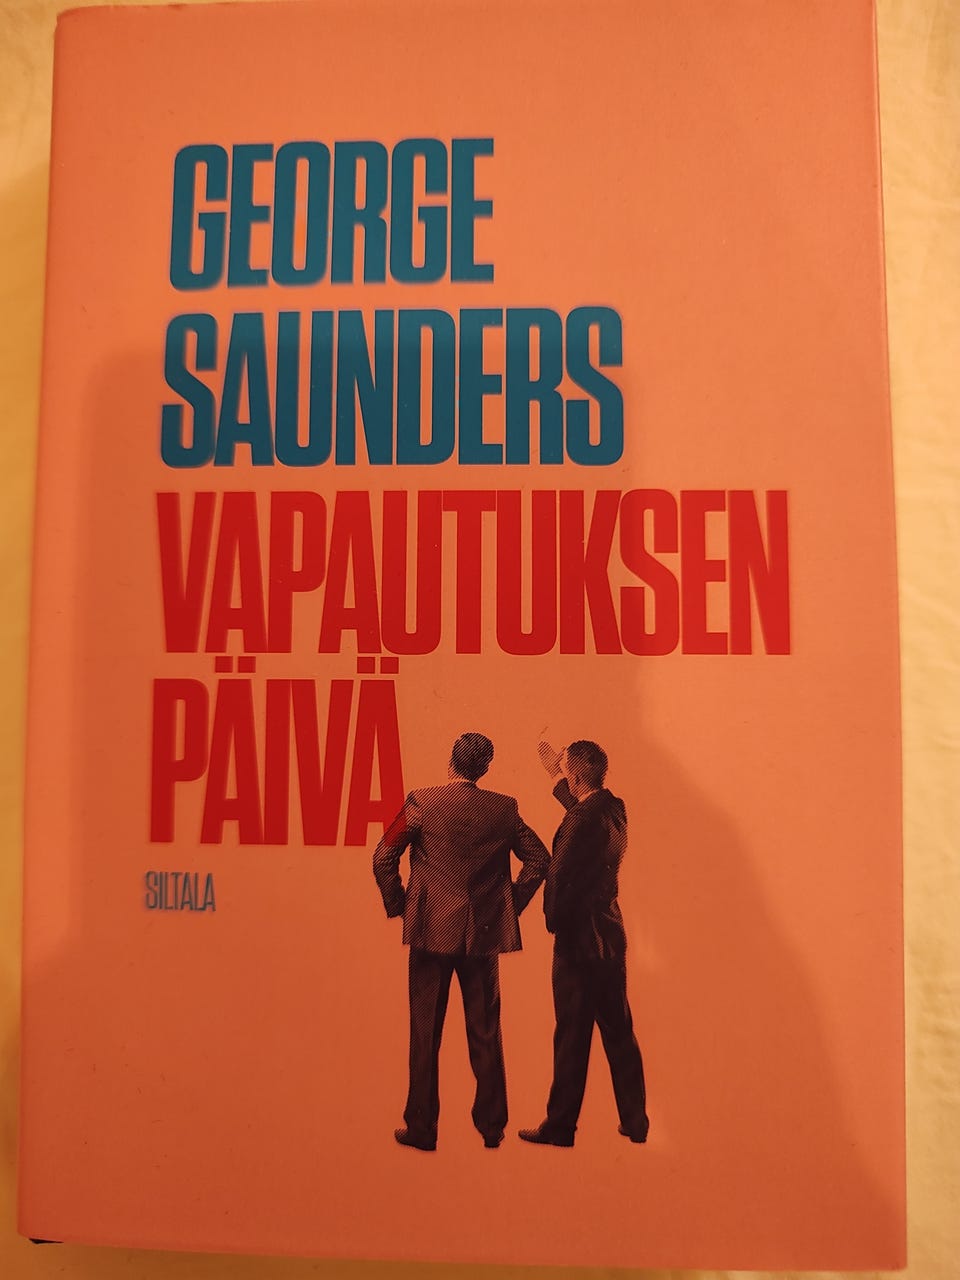 GEORGE
SAUNDERS
VAPAUTUKSEN
PÄIVÄ
SILTALA